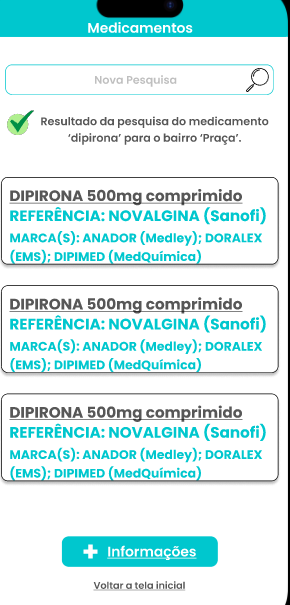 Medicamentos
Nova Pesquisa
Resultado da pesquisa do medicamento
‘dipirona’ para o bairro ‘Praça’.
DIPIRONA 500mg comprimido
REFERÊNCIA: NOVALGINA (Sanofi)
MARCA(S): ANADOR (Medley); DORALEX
(EMS); DIPIMED (MedQuímica)
DIPIRONA 500mg comprimido
REFERÊNCIA: NOVALGINA (Sanofi)
MARCA(S): ANADOR (Medley); DORALEX
(EMS); DIPIMED (MedQuímica)
DIPIRONA 500mg comprimido
REFERÊNCIA: NOVALGINA (Sanofi)
MARCA(S): ANADOR (Medley); DORALEX
(EMS); DIPIMED (MedQuímica)
Informações
Voltar a tela inicial